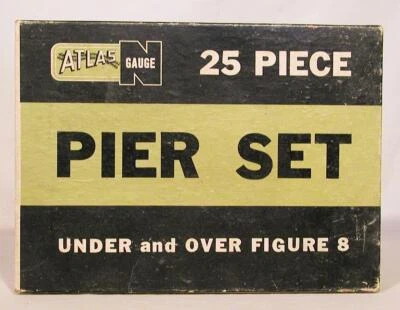 ATLAS N GAUGE 25 PIECE
PIER SET
UNDER and OVER FIGURE 8